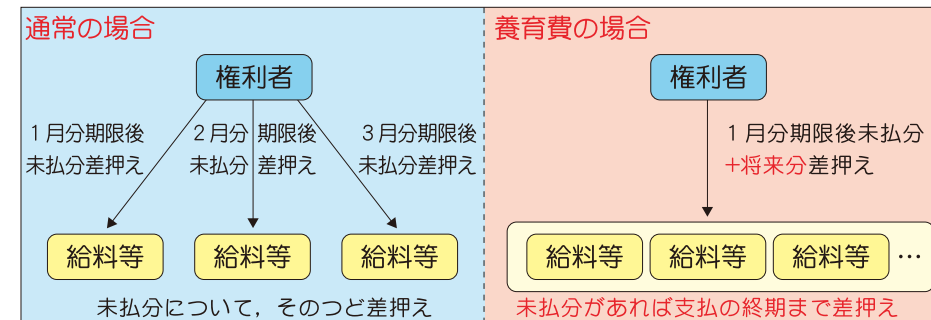 通常の場合
権利者
1月分期限後
未払分差押え
2月分期限後
未払分差押え
3月分期限後
未払分差押え
給料等
給料等
給料等
未払分について，そのつど差押え
養育費の場合
権利者
1月分期限後未払分
+将来分差押え
給料等
給料等
給料等
…
未払分があれば支払の終期まで差押え